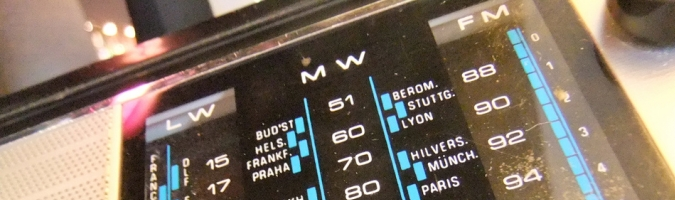 LW
MW
FM
BUD'ST
HELS.
FRANKF.
PRAHA
51
60
70
80
BEROM.
STUTTG.
LYON
HILVERS.
MÜNCH.
PARIS
88
90
92
94
0
1
2
3
4
DLF
15
17